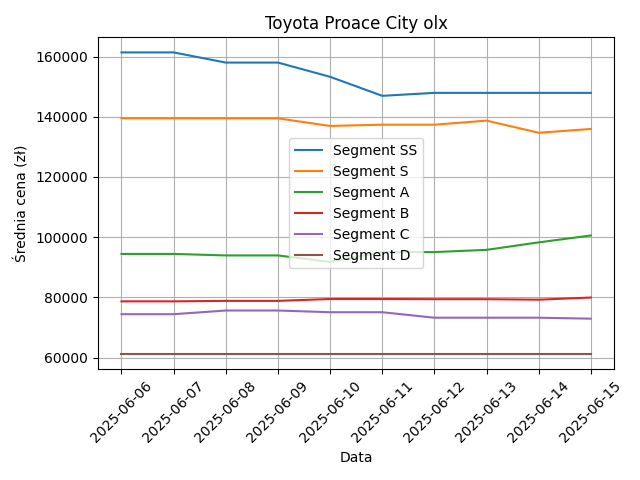 Toyota Proace City olx
160000
140000
120000
100000
80000
60000
Średnia cena (zł)
Segment SS
Segment S
Segment A
Segment B
Segment C
Segment D
2025-06-06
2025-06-07
2025-06-08
2025-06-09
2025-06-10
2025-06-11
2025-06-12
2025-06-13
2025-06-14
2025-06-15
Data